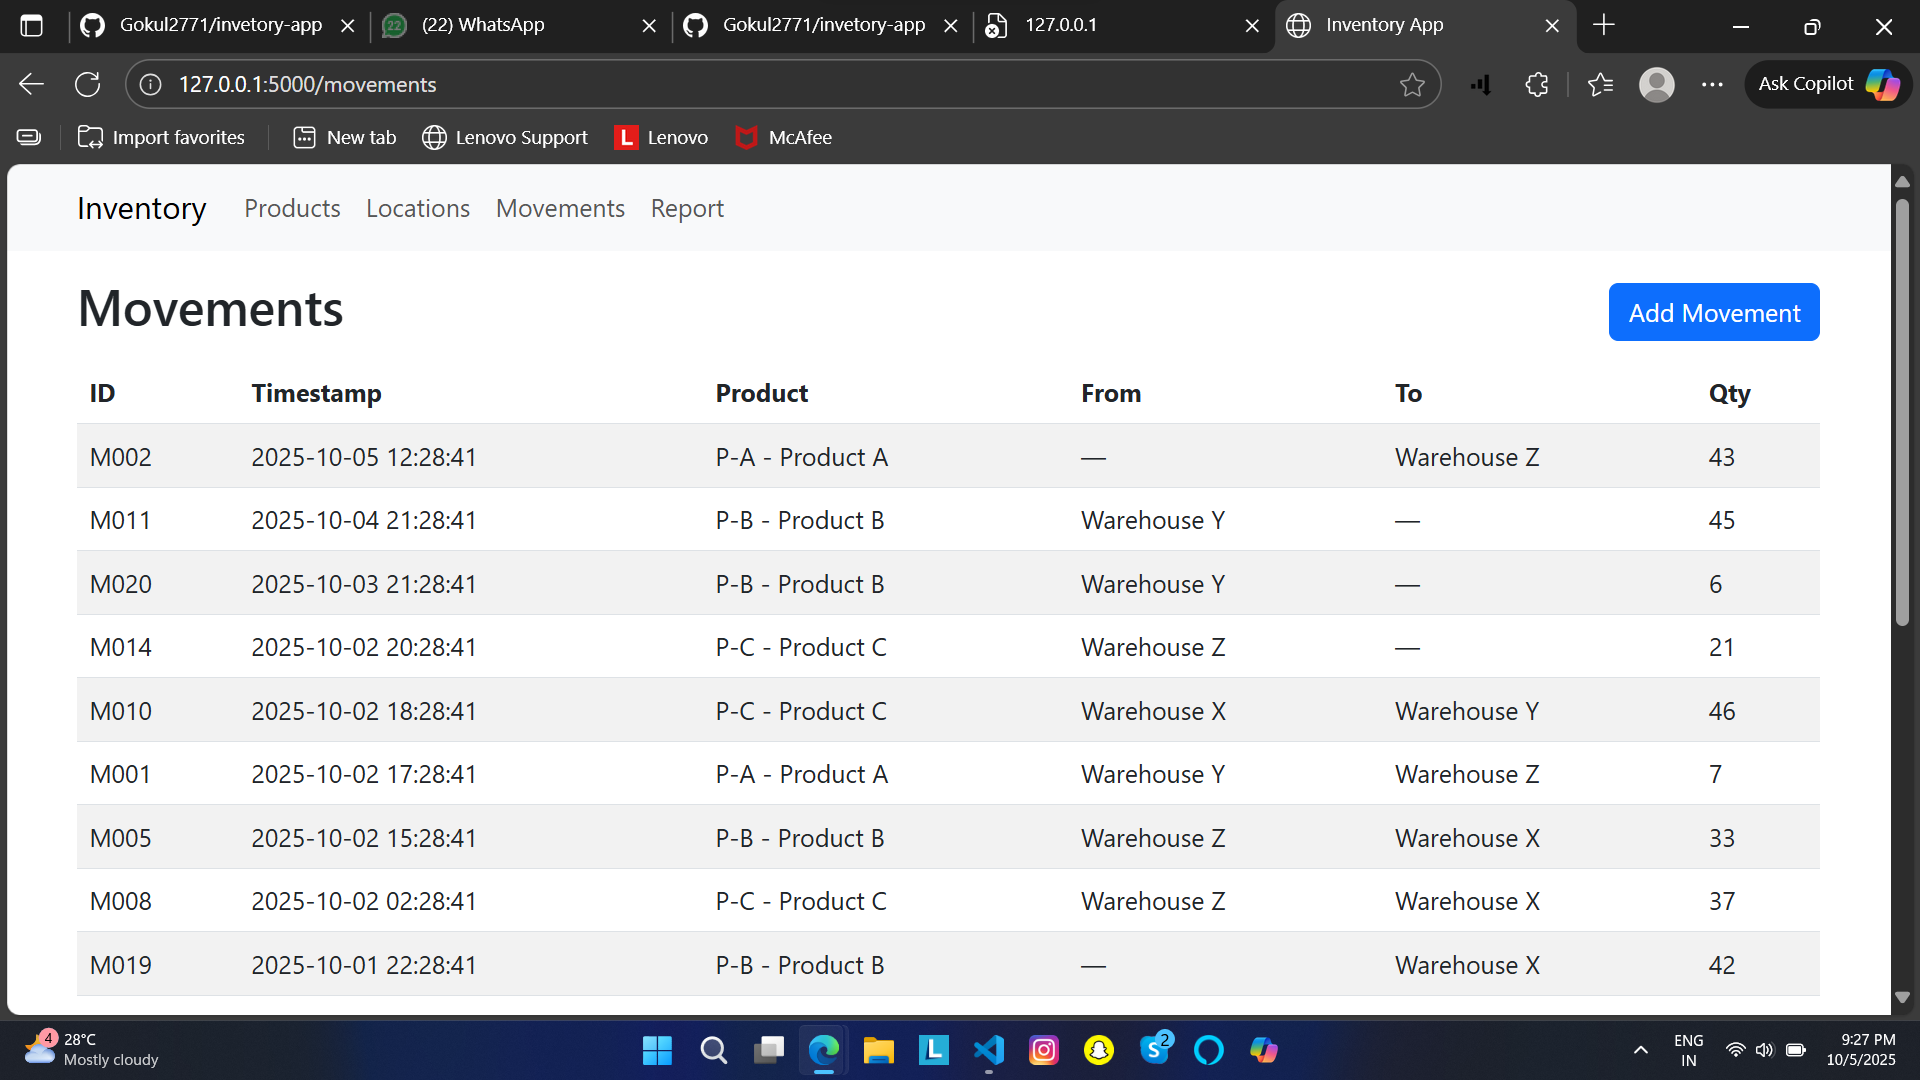 Gokul2771/invetory-app
(22) WhatsApp
Gokul2771/invetory-app
127.0.0.1
Inventory App
127.0.0.1:5000/movements
Ask Copilot
Import favorites
New tab
Lenovo Support
L Lenovo
McAfee
Inventory Products Locations Movements Report
Movements
Add Movement
ID Timestamp Product From To Qty
M002 2025-10-05 12:28:41 P-A - Product A — Warehouse Z 43
M011 2025-10-04 21:28:41 P-B - Product B Warehouse Y — 45
M020 2025-10-03 21:28:41 P-B - Product B Warehouse Y — 6
M014 2025-10-02 20:28:41 P-C - Product C Warehouse Z — 21
M010 2025-10-02 18:28:41 P-C - Product C Warehouse X Warehouse Y 46
M001 2025-10-02 17:28:41 P-A - Product A Warehouse Y Warehouse Z 7
M005 2025-10-02 15:28:41 P-B - Product B Warehouse Z Warehouse X 33
M008 2025-10-02 02:28:41 P-C - Product C Warehouse Z Warehouse X 37
M019 2025-10-01 22:28:41 P-B - Product B — Warehouse X 42
4
28°C
Mostly cloudy
L
S 2
ENG
IN
9:27 PM
10/5/2025